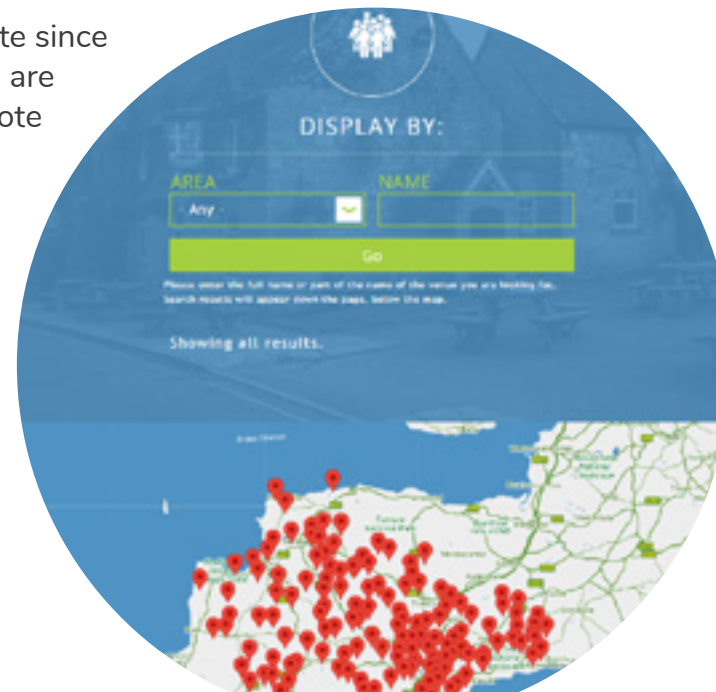 te since
are
ote
DISPLAY BY:
AREA
NAME
- Any -
Go
Please enter the full name or part of the name of the venue you are looking for.
Search results will appear down the page, below the map.
Showing all results.